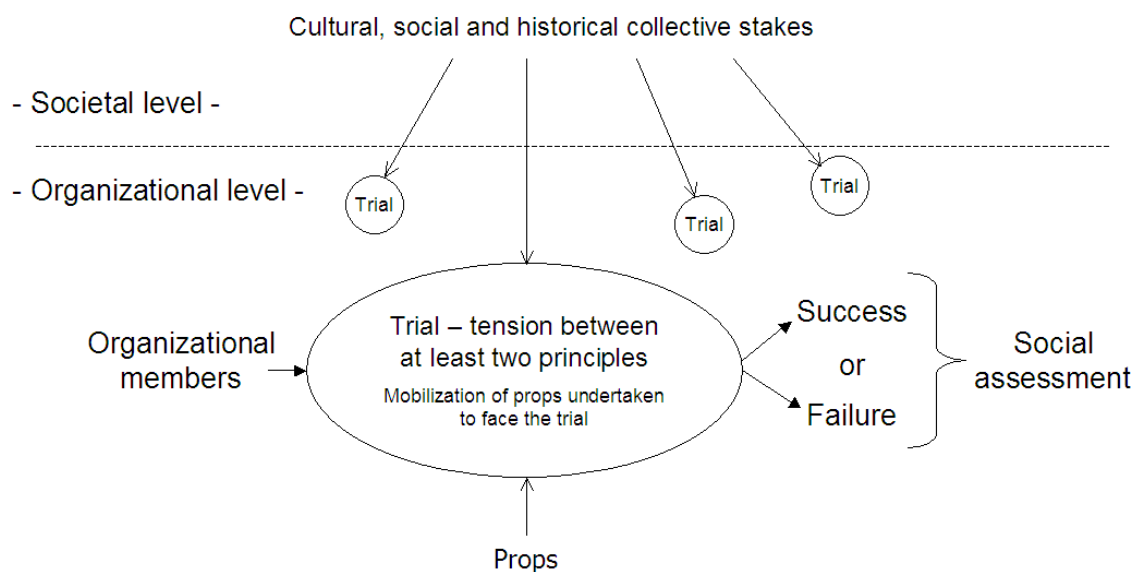 Cultural, social and historical collective stakes
- Societal level -
- Organizational level -
Trial
Trial
Trial
Organizational
members
Trial – tension between
at least two principles
Mobilization of props undertaken
to face the trial
Success
or
Failure
Social
assessment
Props